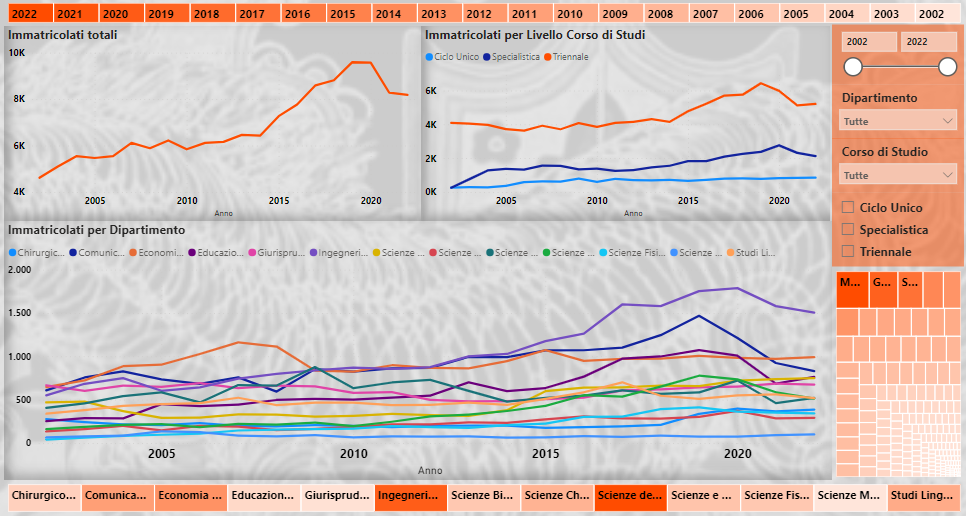 2022 2021 2020 2019 2018 2017 2016 2015 2014 2013 2012 2011 2010 2009 2008 2007 2006 2005 2004 2003 2002
Immatricolati totali
10K
8K
6K
4K
2005 2010 2015 2020
Anno
Immatricolati per Livello Corso di Studi
Ciclo Unico Specialistica Triennale
6K
4K
2K
0K
2005 2010 2015 2020
Anno
2002 2022
Dipartimento
Tutte
Corso di Studio
Tutte
Ciclo Unico
Specialistica
Triennale
Immatricolati per Dipartimento
Chirurgic... Comunic... Economi... Educazio... Giurispru... Ingegneri... Scienze ... Scienze ... Scienze ... Scienze ... Scienze Fisi... Scienze ... Studi Li...
2.000
1.500
1.000
500
0
2005 2010 2015 2020
Anno
M... G... S...
Chirurgico... Comunica... Economia ... Educazion... Giurisprud... Ingegneri... Scienze Bi... Scienze Ch... Scienze de... Scienze e ... Scienze Fis... Scienze M... Studi Ling...